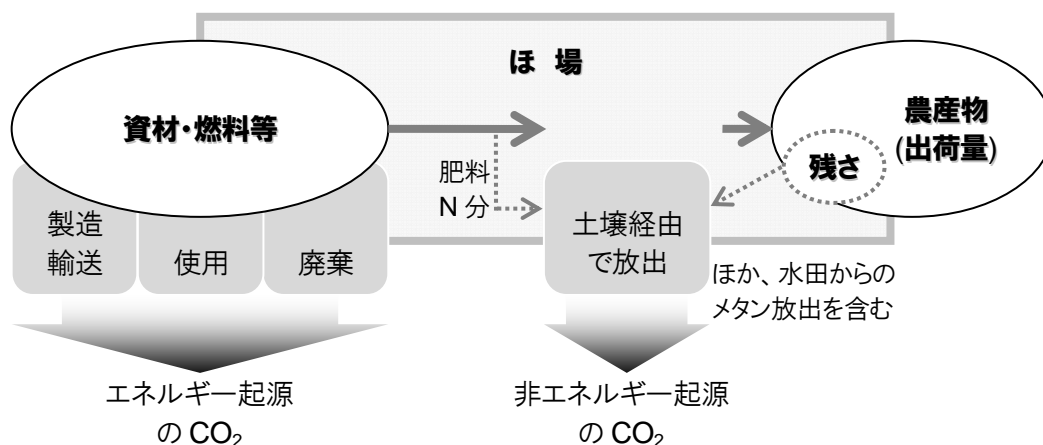 ほ 場
資材・燃料等
農産物
(出荷量)
残さ
肥料
N 分
製造
輸送
使用
廃棄
土壌経由
で放出
ほか、水田からの
メタン放出を含む
エネルギー起源
の CO₂
非エネルギー起源
の CO₂